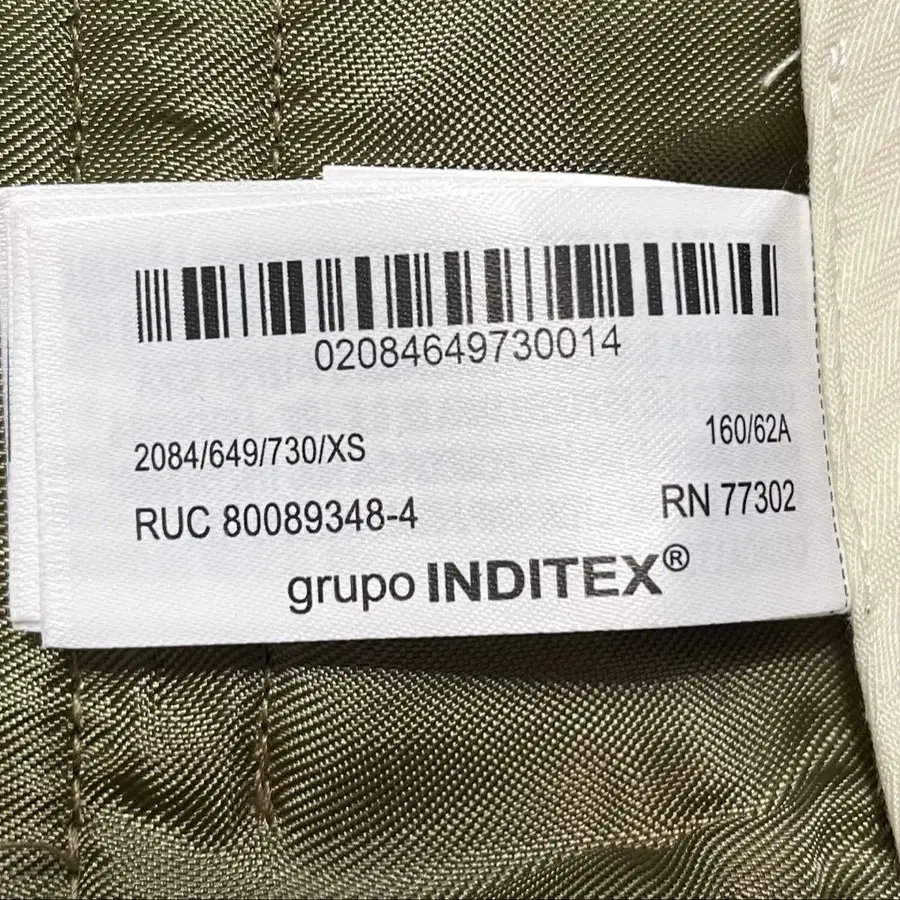 02084649730014
2084/649/730/XS 160/62A
RUC 80089348-4 RN 77302
grupo INDITEX®